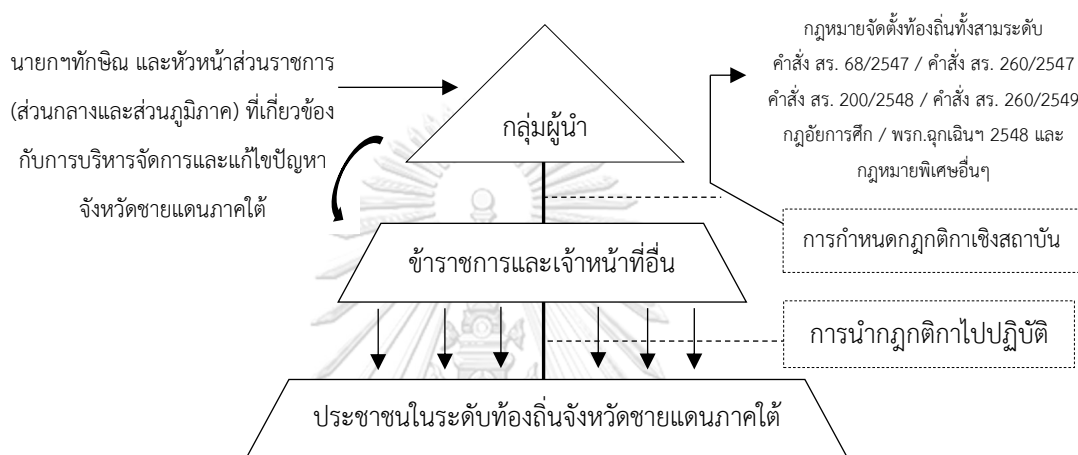 นายกฯทักษิณ และหัวหน้าส่วนราชการ
(ส่วนกลางและส่วนภูมิภาค) ที่เกี่ยวข้อง
กับการบริหารจัดการและแก้ไขปัญหา
จังหวัดชายแดนภาคใต้
กลุ่มผู้นำ
กฎหมายจัดตั้งท้องถิ่นทั้งสามระดับ
คำสั่ง สร. 68/2547 / คำสั่ง สร. 260/2547
คำสั่ง สร. 200/2548 / คำสั่ง สร. 260/2549
กฎอัยการศึก / พรก.ฉุกเฉินฯ 2548 และ
กฎหมายพิเศษอื่นๆ
การกำหนดกฎกติกาเชิงสถาบัน
ข้าราชการและเจ้าหน้าที่อื่น
การนำกฎกติกาไปปฏิบัติ
ประชาชนในระดับท้องถิ่นจังหวัดชายแดนภาคใต้